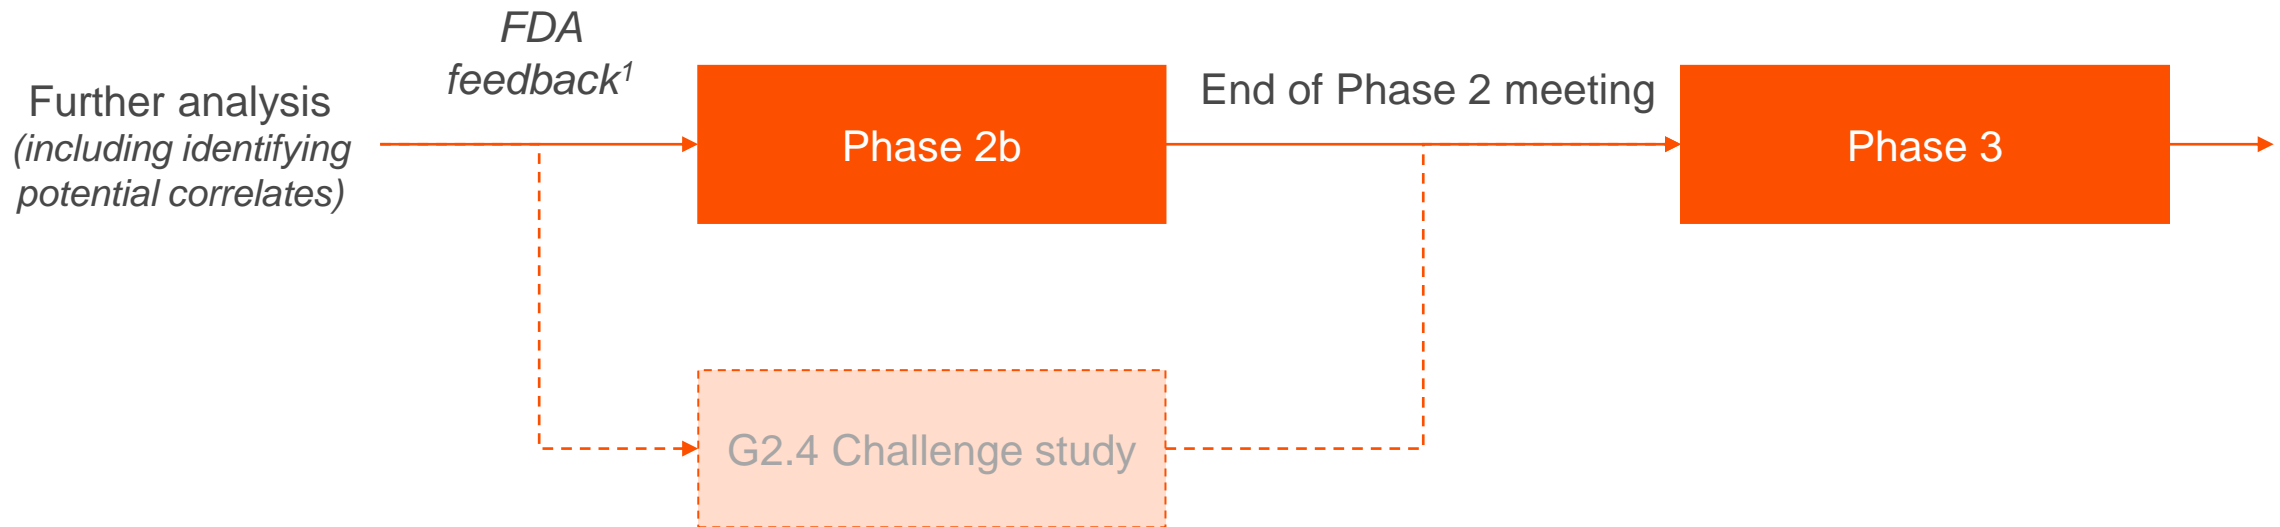 Further analysis
(including identifying
potential correlates)
FDA
feedback¹
Phase 2b
End of Phase 2 meeting
Phase 3
G2.4 Challenge study